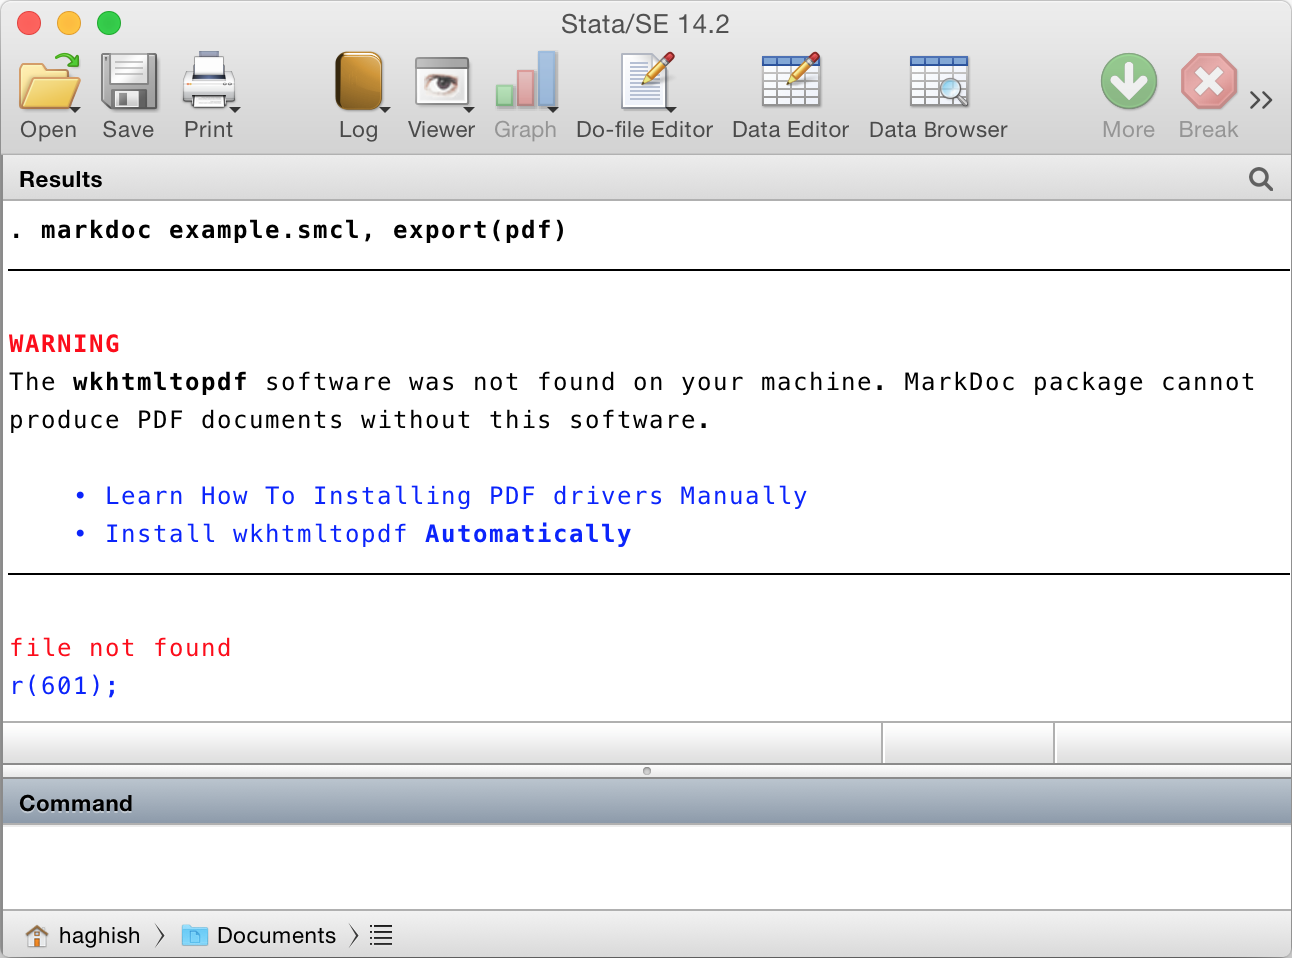 Stata/SE 14.2
Open Save Print Log Viewer Graph Do-file Editor Data Editor Data Browser More Break
Results
. markdoc example.smcl, export(pdf)
WARNING
The wkhtmltopdf software was not found on your machine. MarkDoc package cannot
produce PDF documents without this software.
• Learn How To Installing PDF drivers Manually
• Install wkhtmltopdf Automatically
file not found
r(601);
Command
haghish Documents